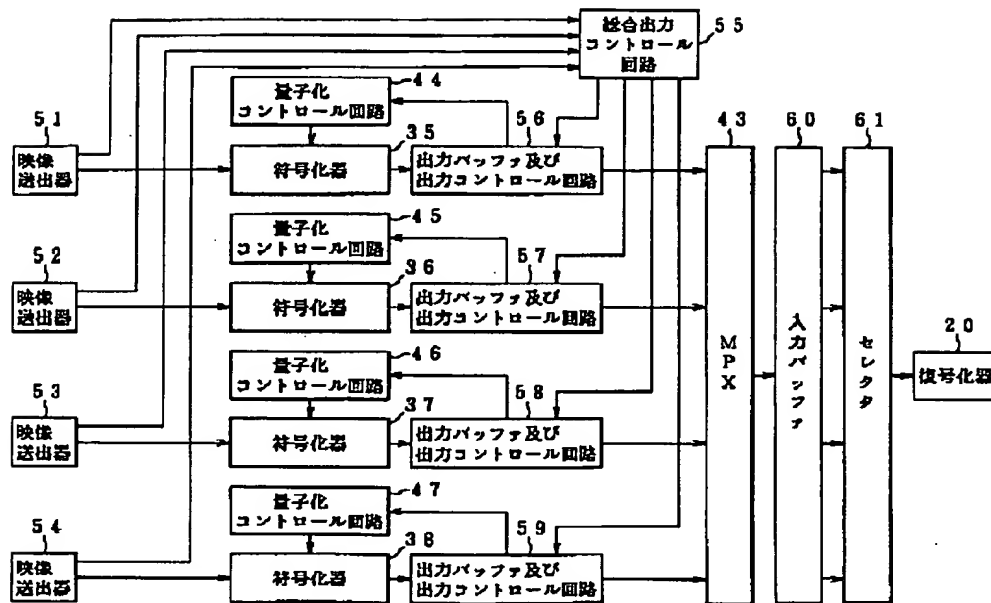 総合出力
コントロール
回路
55
量子化
コントロール回路
44
51
映像
送出器
35
符号化器
56
出力バッファ及び
出力コントロール回路
43
MPX
60
入力バッファ
61
セレクタ
量子化
コントロール回路
45
52
映像
送出器
36
符号化器
57
出力バッファ及び
出力コントロール回路
20
復号化器
量子化
コントロール回路
46
53
映像
送出器
37
符号化器
58
出力バッファ及び
出力コントロール回路
量子化
コントロール回路
47
54
映像
送出器
38
符号化器
59
出力バッファ及び
出力コントロール回路